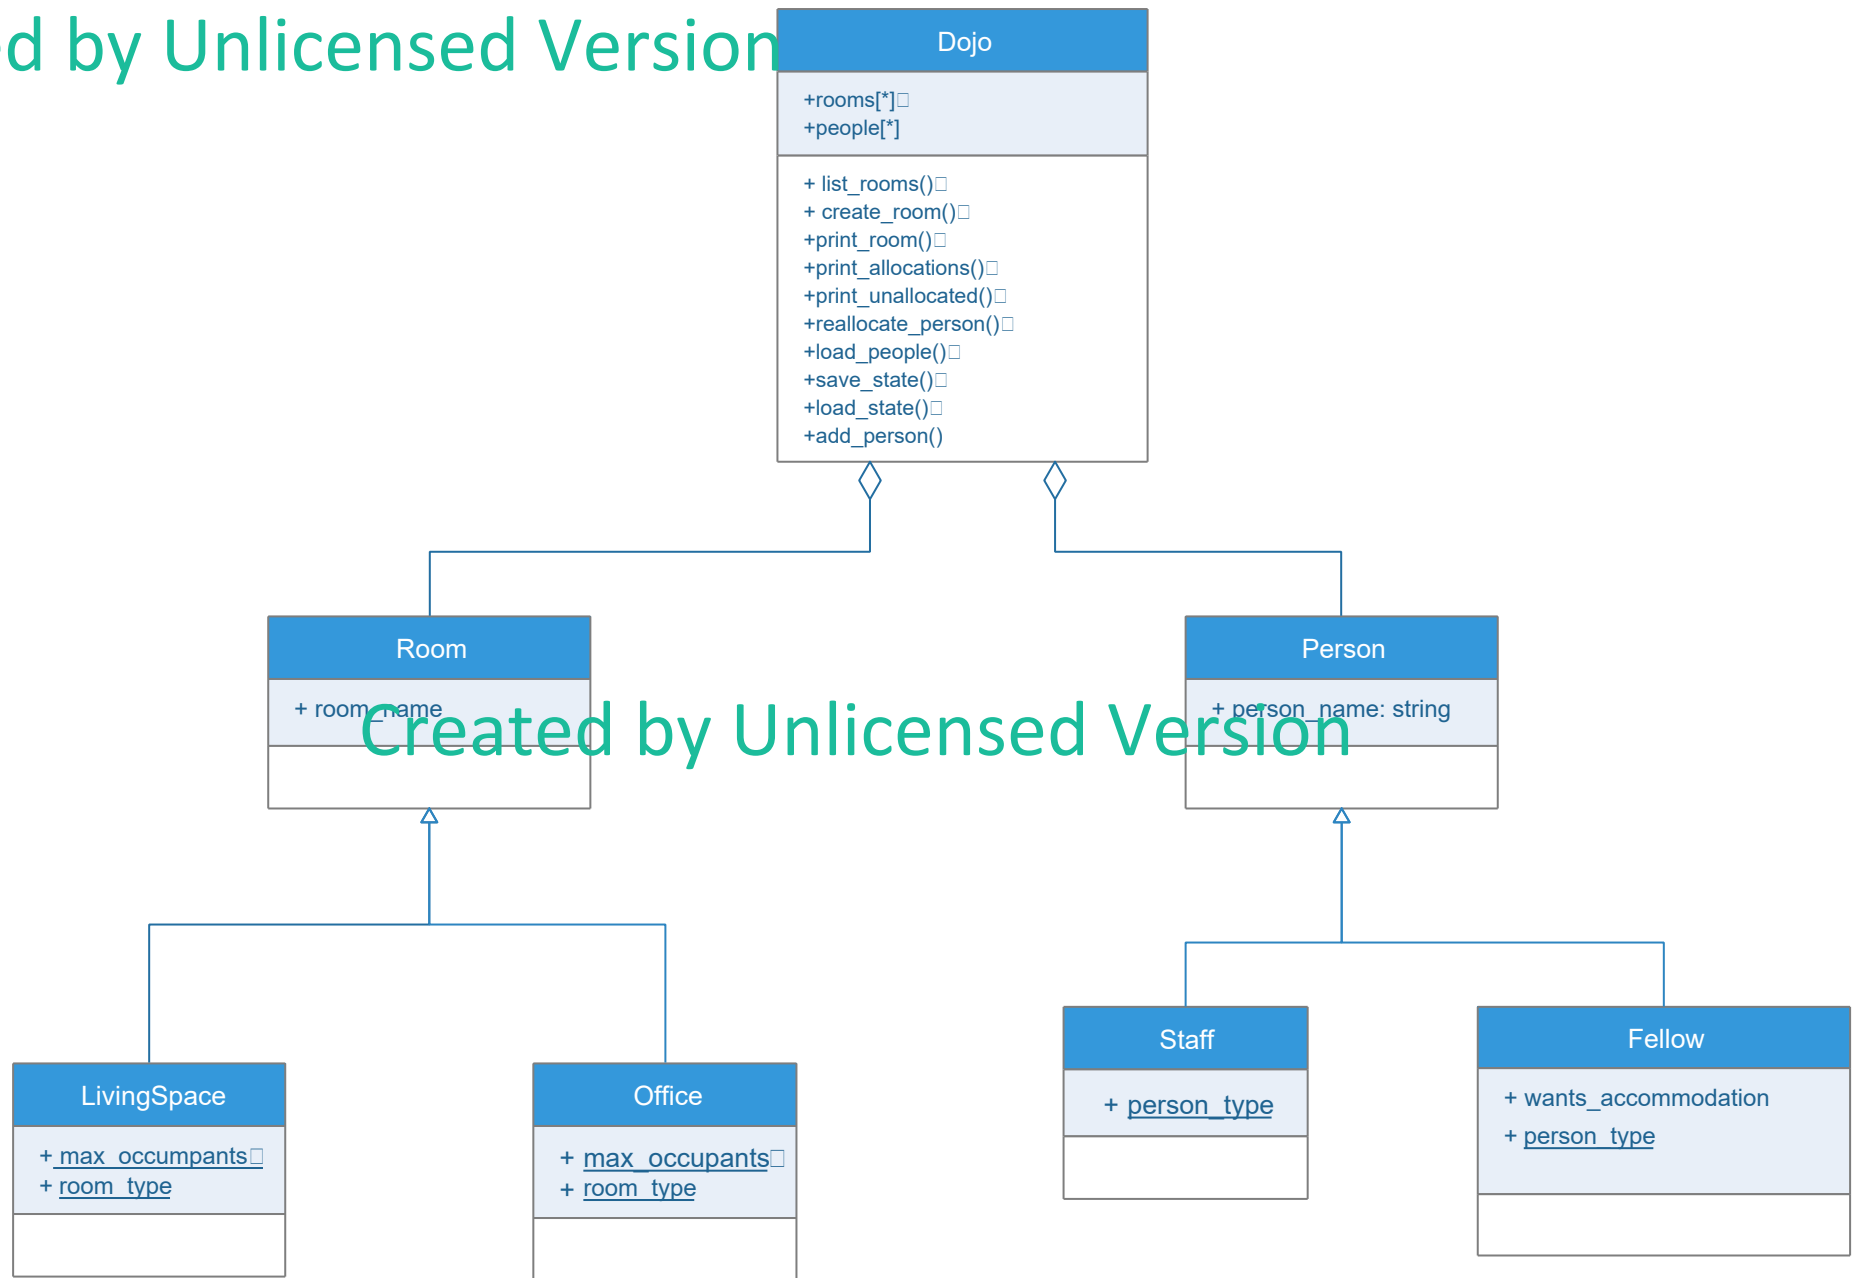 ed by Unlicensed Version
Dojo
+rooms[*]□
+people[*]
+ list_rooms()□
+ create_room()□
+print_room()□
+print_allocations()□
+print_unallocated()□
+reallocate_person()□
+load_people()□
+save_state()□
+load_state()□
+add_person()
Room
+ room_name
Person
+ person_name: string
Created by Unlicensed Version
LivingSpace
+ max_occumpants□
+ room_type
Office
+ max_occupants□
+ room_type
Staff
+ person_type
Fellow
+ wants_accommodation
+ person_type